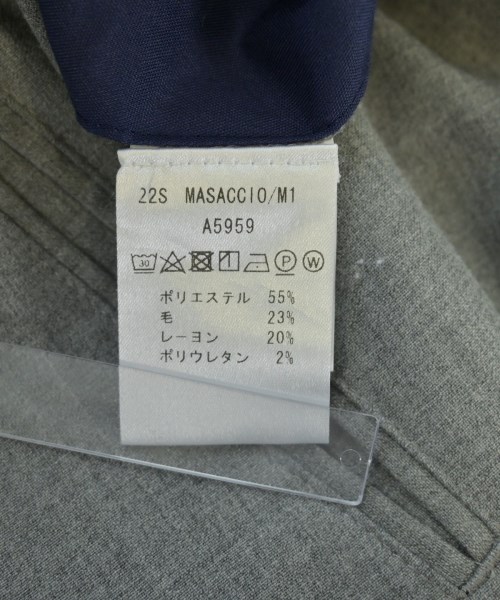 22S MASACCIO/M1
A5959
30 P W
ポリエステル 55%
毛 23%
レーヨン 20%
ポリウレタン 2%